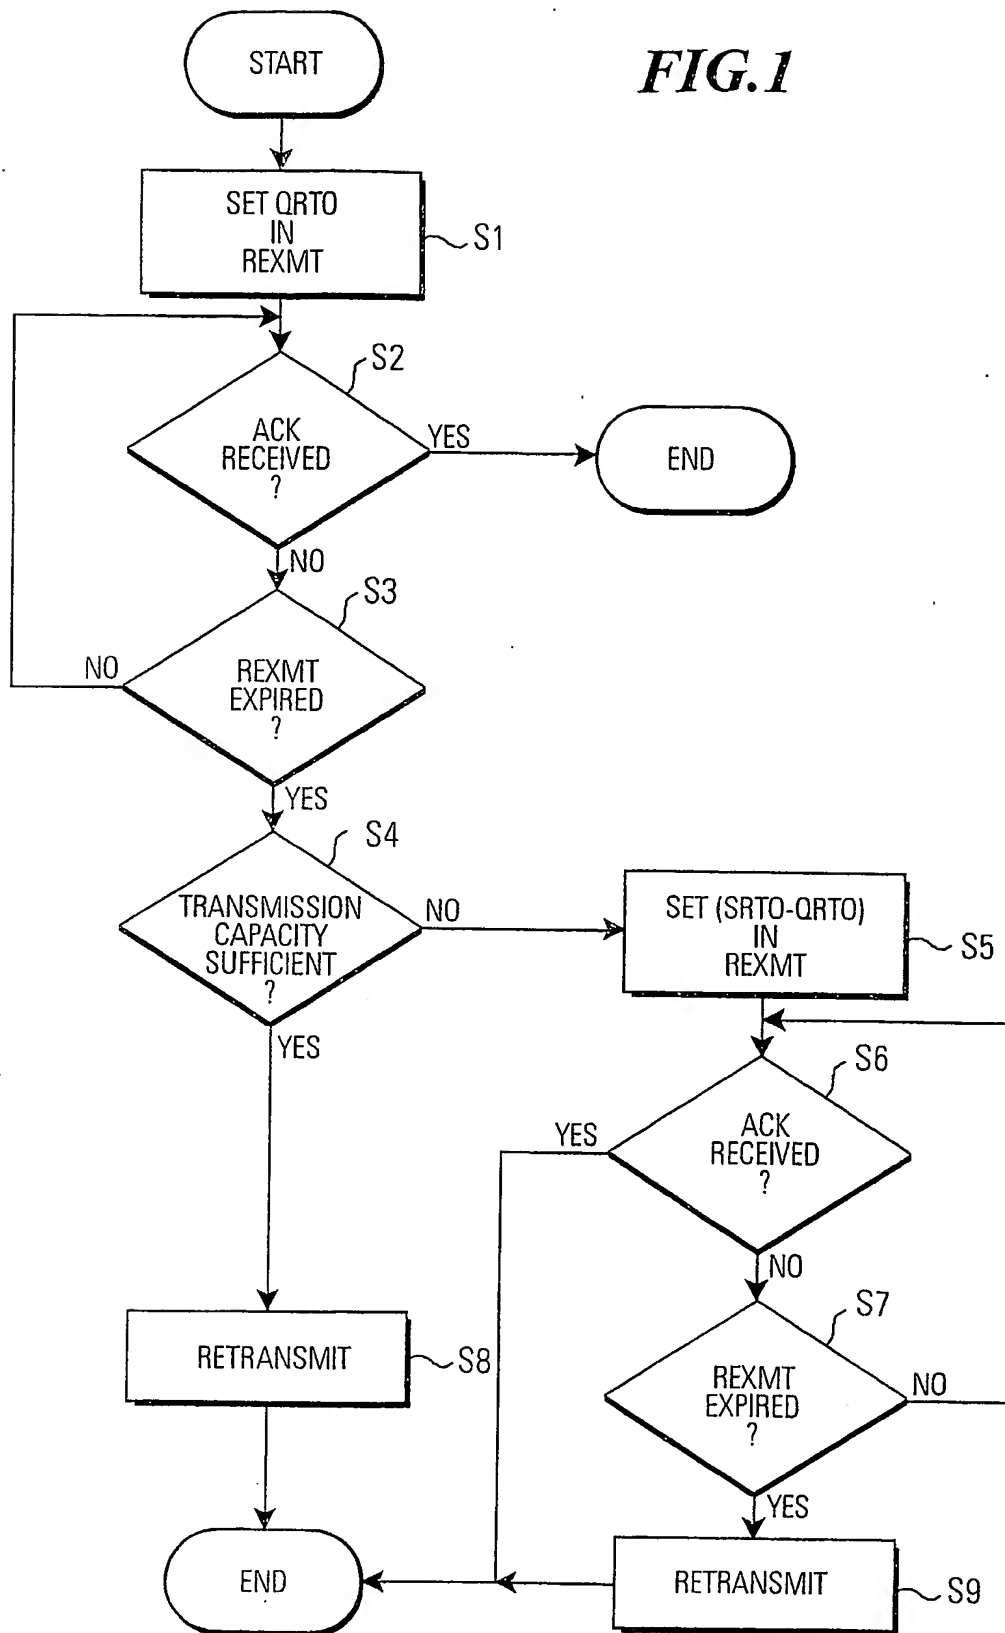 START
FIG.1
SET QRTO
IN
REXMT
S1
S2
ACK
RECEIVED
?
YES
END
NO
S3
REXMT
EXPIRED
?
NO
YES
S4
TRANSMISSION
CAPACITY
SUFFICIENT
?
NO
SET (SRTO-QRTO)
IN
REXMT
S5
YES
S6
ACK
RECEIVED
?
YES
NO
S7
REXMT
EXPIRED
?
NO
YES
RETRANSMIT
S8
END
RETRANSMIT
S9